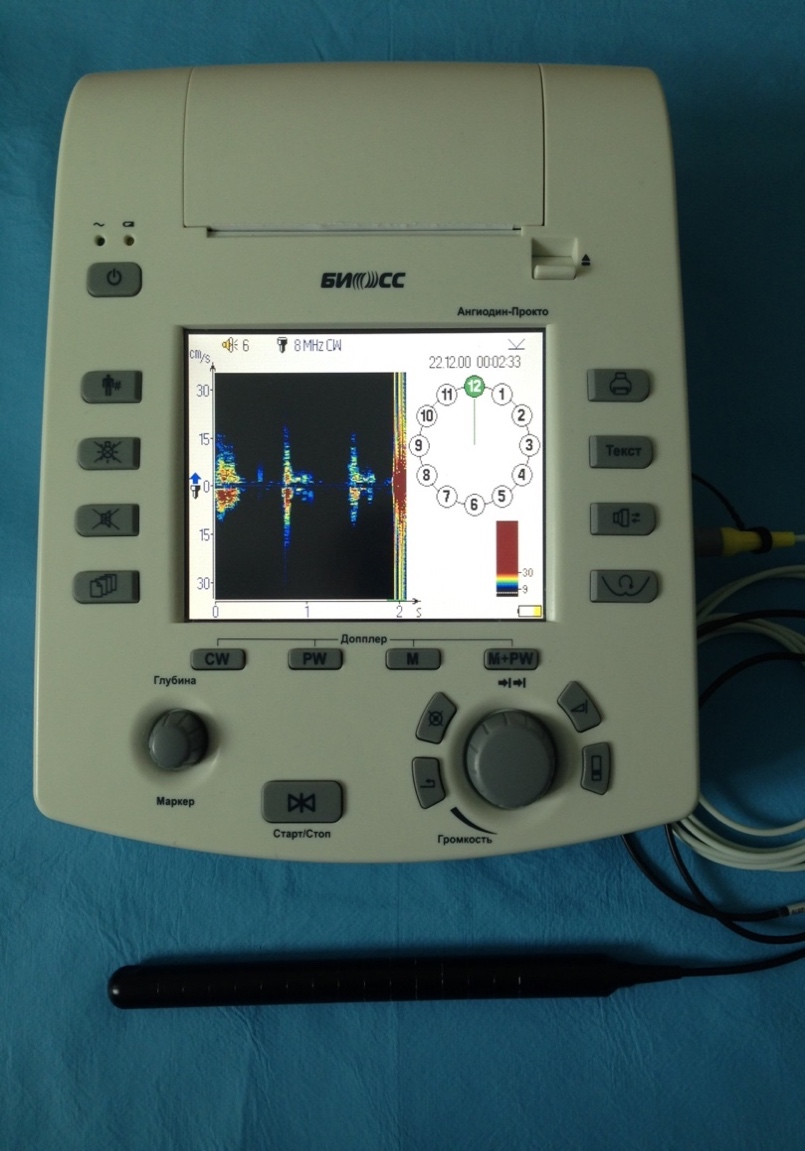 БИОСС
Ангиодин-Прокто
cm/s
6
8 MHz CW
22.12.00 00:02:33
30
15
0
15
30
0 1 2 s
12
1
2
3
4
5
6
7
8
9
10
11
30
9
Текст
Допплер
CW
PW
M
M+PW
Глубина
Маркер
Старт/Стоп
Громкость